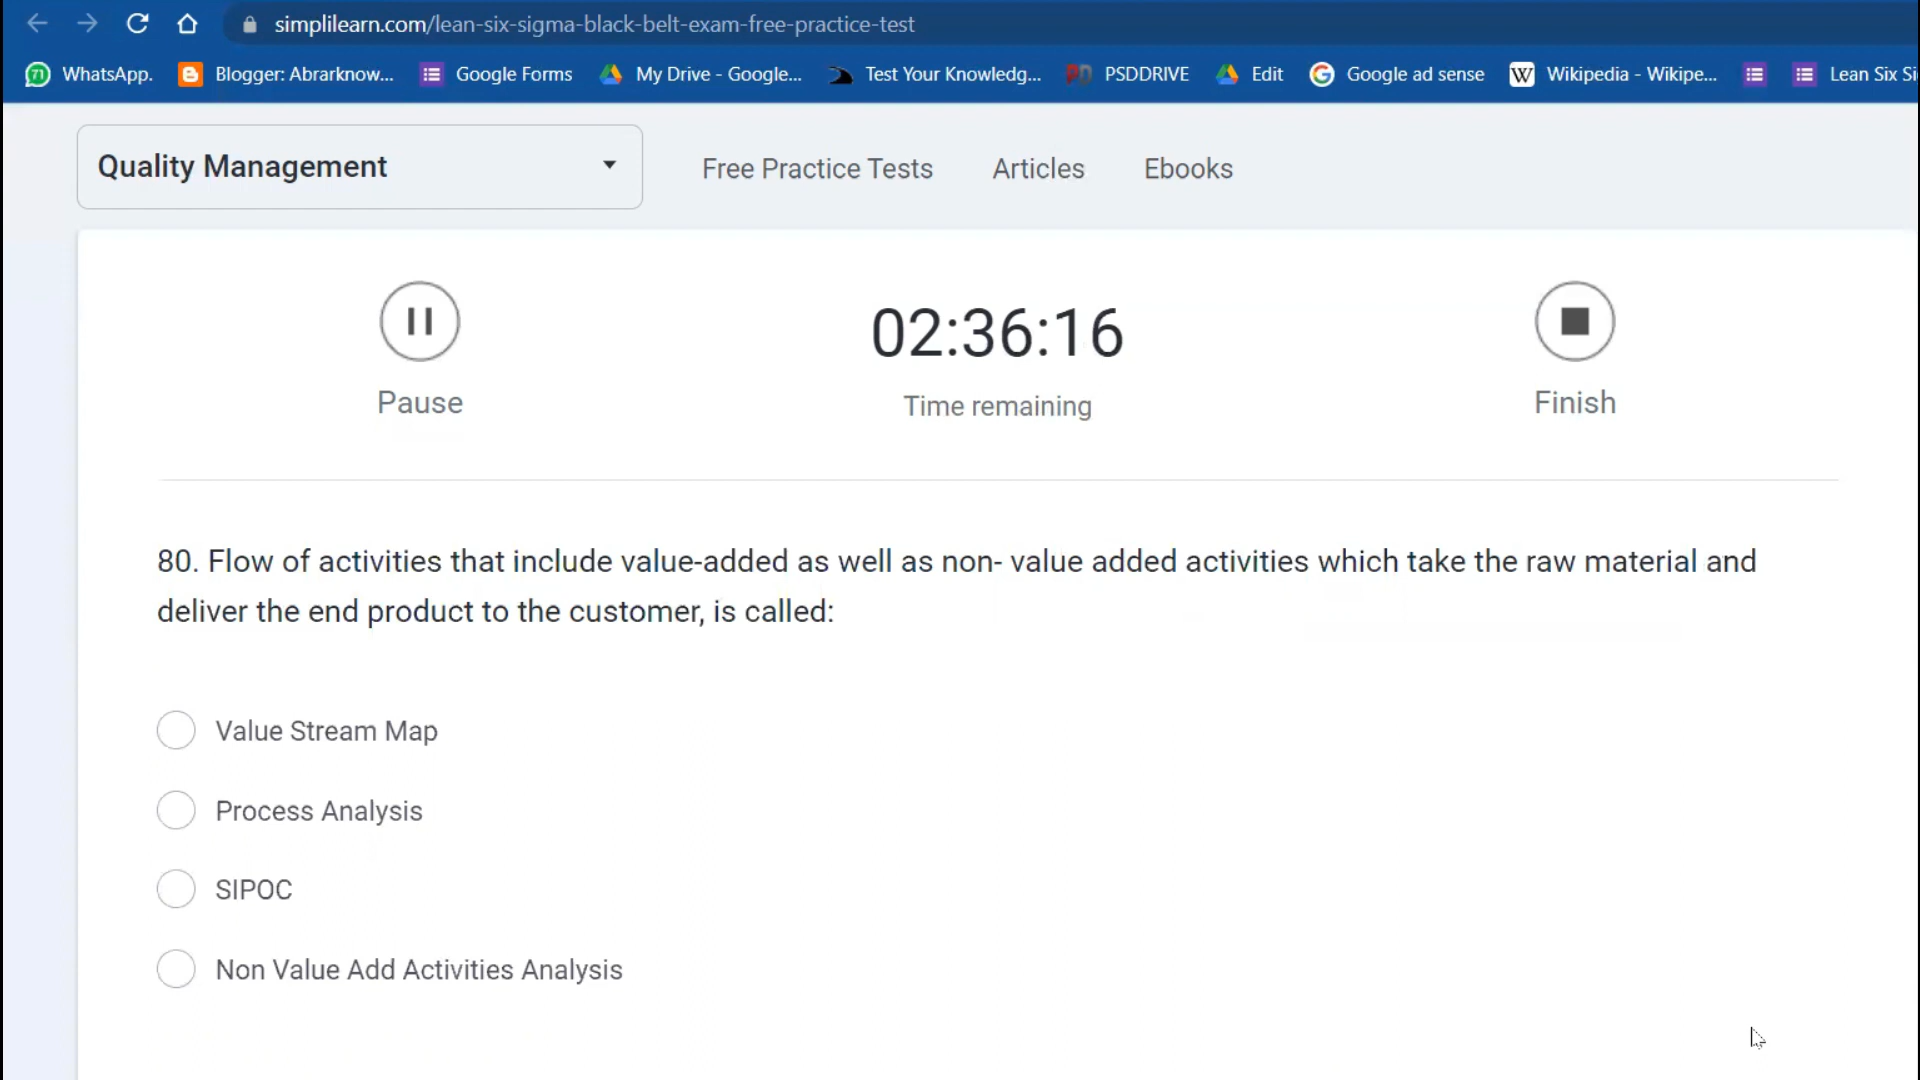 simplilearn.com/lean-six-sigma-black-belt-exam-free-practice-test
71 WhatsApp. Blogger: Abrarknow... Google Forms My Drive - Google... Test Your Knowledg... PD PSDDRIVE Edit G Google ad sense W Wikipedia - Wikipe... Lean Six Si
Quality Management Free Practice Tests Articles Ebooks
02:36:16
Pause Time remaining Finish
80. Flow of activities that include value-added as well as non- value added activities which take the raw material and
deliver the end product to the customer, is called:
Value Stream Map
Process Analysis
SIPOC
Non Value Add Activities Analysis